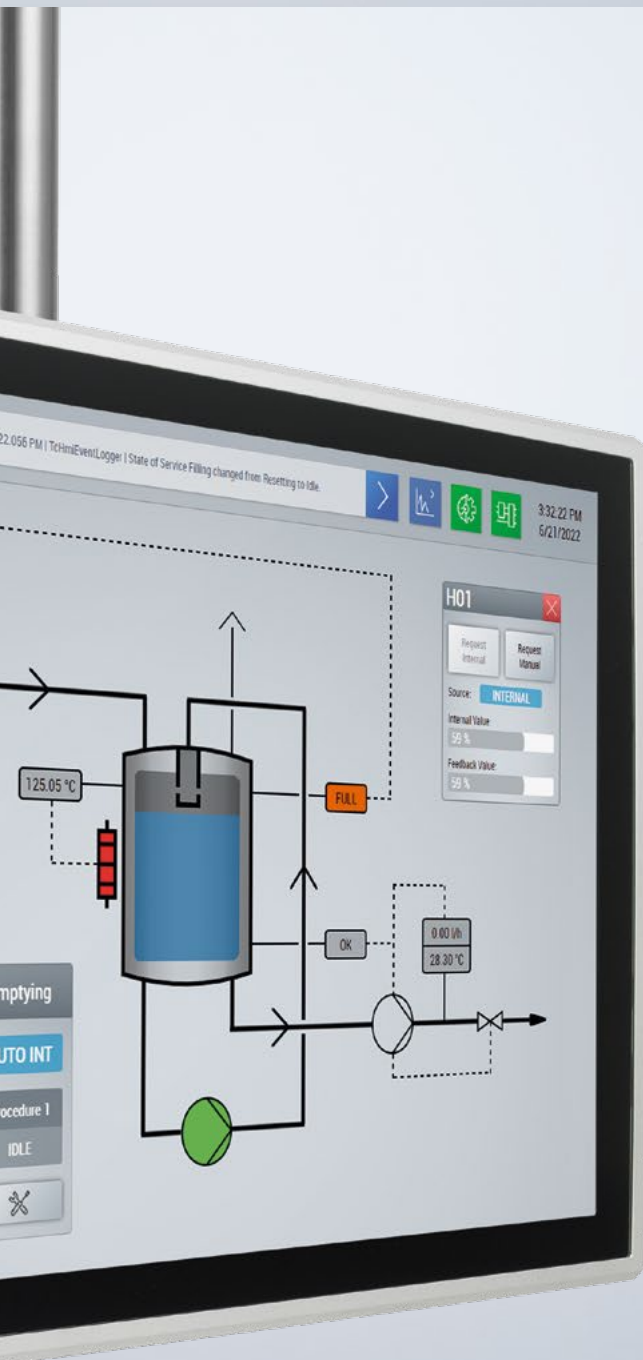 22.056 PM | TcHmiEventLogger | State of Service Filling changed from Resetting to Idle.
3:32:22 PM
6/21/2022
H01
Request
Internal
Request
Manual
Source: INTERNAL
Internal Value:
59 %
Feedback Value:
59 %
125.05 °C
FULL
OK
0.00 l/h
28.30 °C
mptying
UTO INT
rocedure 1
IDLE